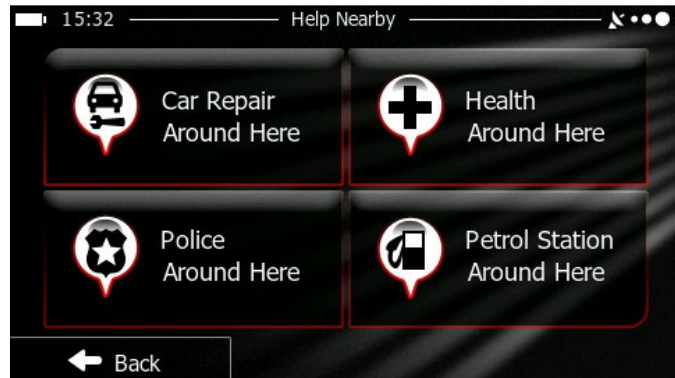 15:32
Help Nearby
Car Repair
Around Here
Health
Around Here
Police
Around Here
Petrol Station
Around Here
Back